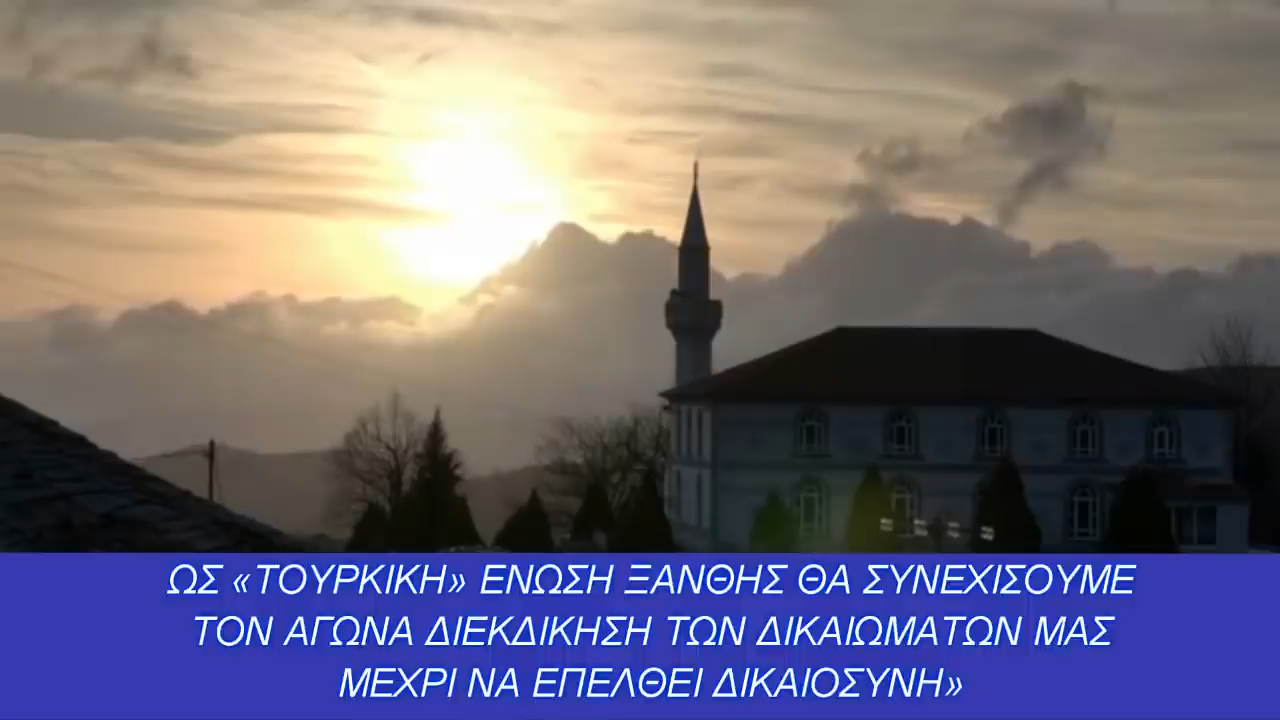 ΩΣ «ΤΟΥΡΚΙΚΗ» ΕΝΩΣΗ ΞΑΝΘΗΣ ΘΑ ΣΥΝΕΧΙΣΟΥΜΕ
ΤΟΝ ΑΓΩΝΑ ΔΙΕΚΔΙΚΗΣΗ ΤΩΝ ΔΙΚΑΙΩΜΑΤΩΝ ΜΑΣ
ΜΕΧΡΙ ΝΑ ΕΠΕΛΘΕΙ ΔΙΚΑΙΟΣΥΝΗ»